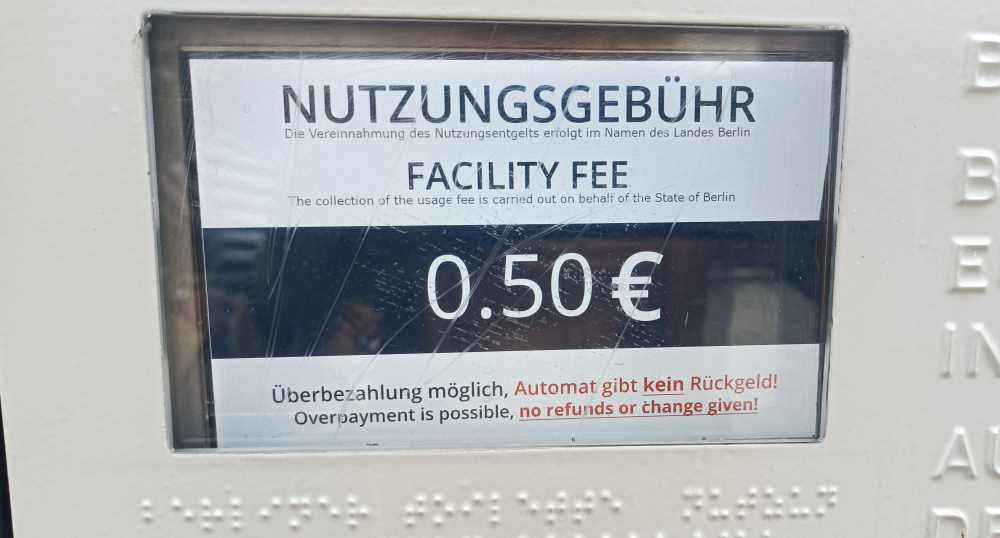 NUTZUNGSGEBÜHR
Die Vereinnahmung des Nutzungsentgelts erfolgt im Namen des Landes Berlin
FACILITY FEE
The collection of the usage fee is carried out on behalf of the State of Berlin
0.50 €
Überbezahlung möglich, Automat gibt kein Rückgeld!
Overpayment is possible, no refunds or change given!